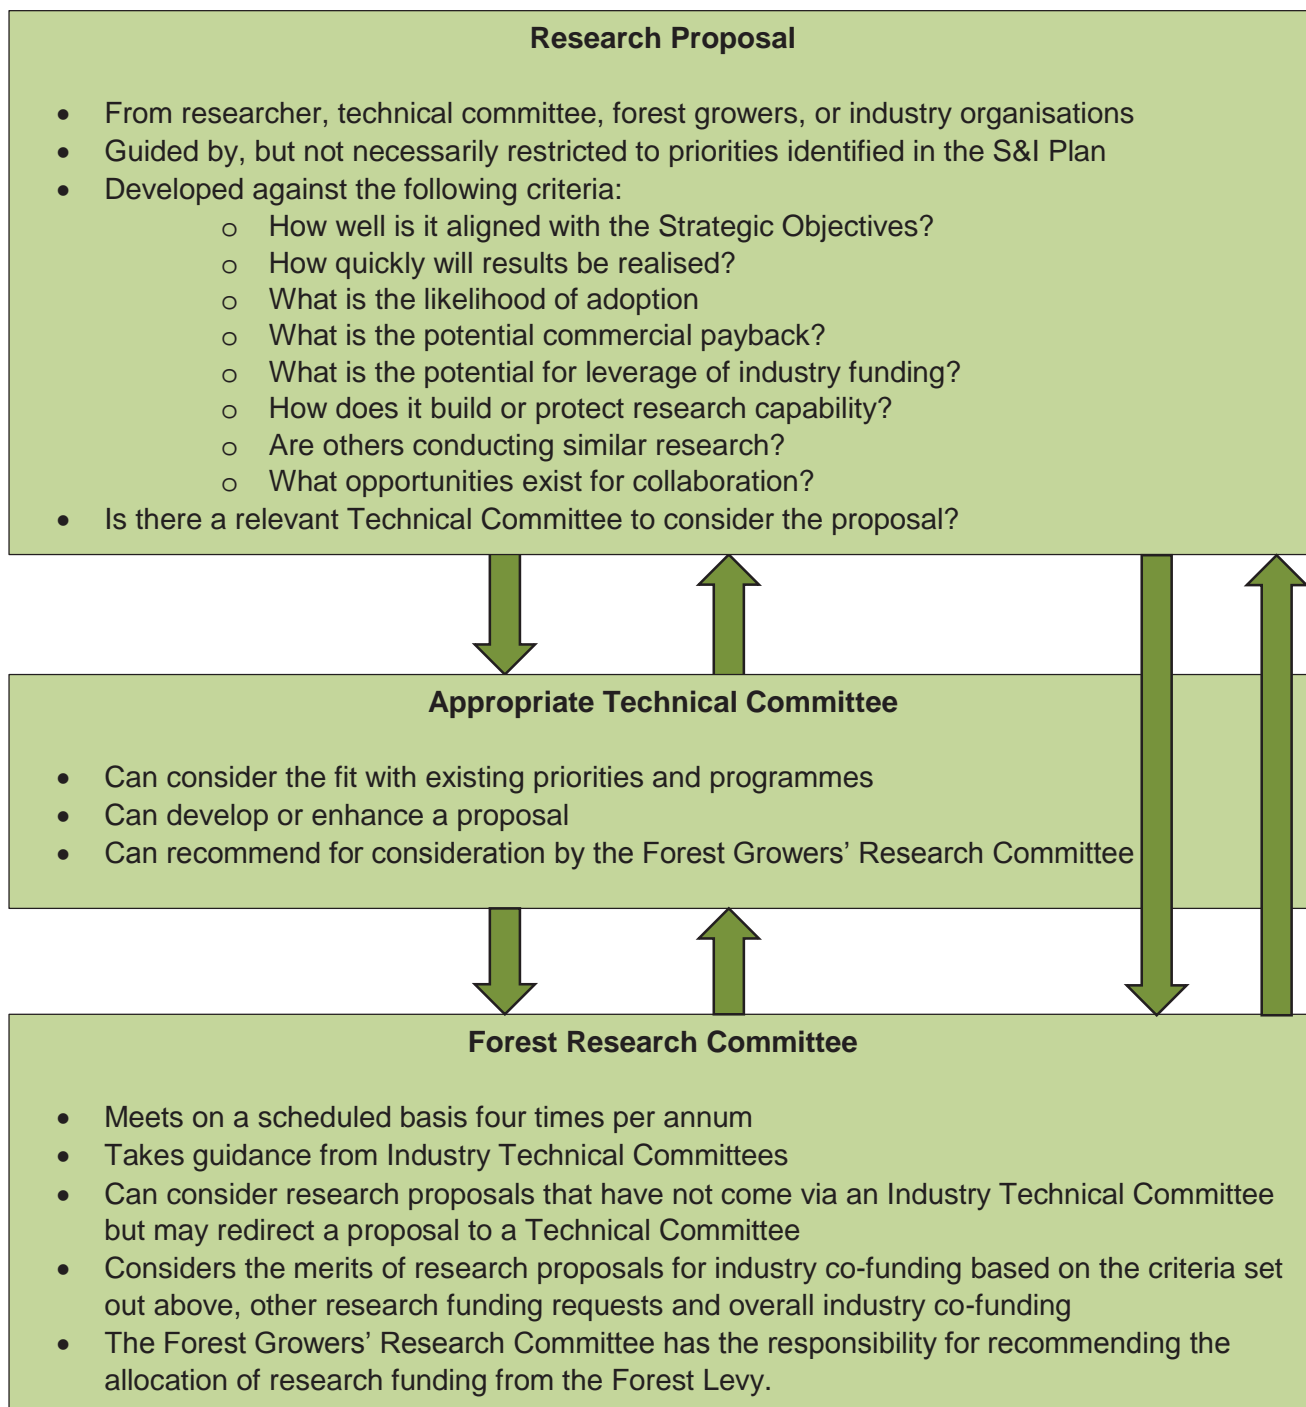 Research Proposal
• From researcher, technical committee, forest growers, or industry organisations
• Guided by, but not necessarily restricted to priorities identified in the S&I Plan
• Developed against the following criteria:
o How well is it aligned with the Strategic Objectives?
o How quickly will results be realised?
o What is the likelihood of adoption
o What is the potential commercial payback?
o What is the potential for leverage of industry funding?
o How does it build or protect research capability?
o Are others conducting similar research?
o What opportunities exist for collaboration?
• Is there a relevant Technical Committee to consider the proposal?
Appropriate Technical Committee
• Can consider the fit with existing priorities and programmes
• Can develop or enhance a proposal
• Can recommend for consideration by the Forest Growers’ Research Committee
Forest Research Committee
• Meets on a scheduled basis four times per annum
• Takes guidance from Industry Technical Committees
• Can consider research proposals that have not come via an Industry Technical Committee
but may redirect a proposal to a Technical Committee
• Considers the merits of research proposals for industry co-funding based on the criteria set
out above, other research funding requests and overall industry co-funding
• The Forest Growers’ Research Committee has the responsibility for recommending the
allocation of research funding from the Forest Levy.